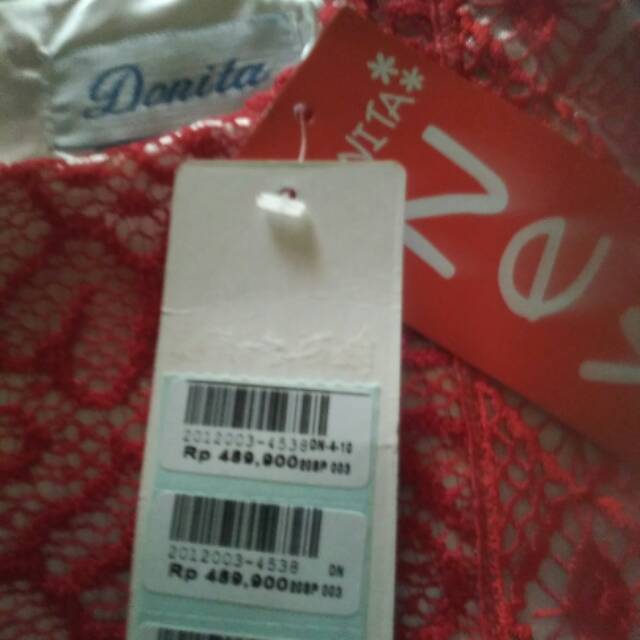 Donita
NITA
Ne
2012003-4538 DN-4-10
Rp 489,900 20SP 003
2012003-4538 DN
Rp 489,900 20SP 003